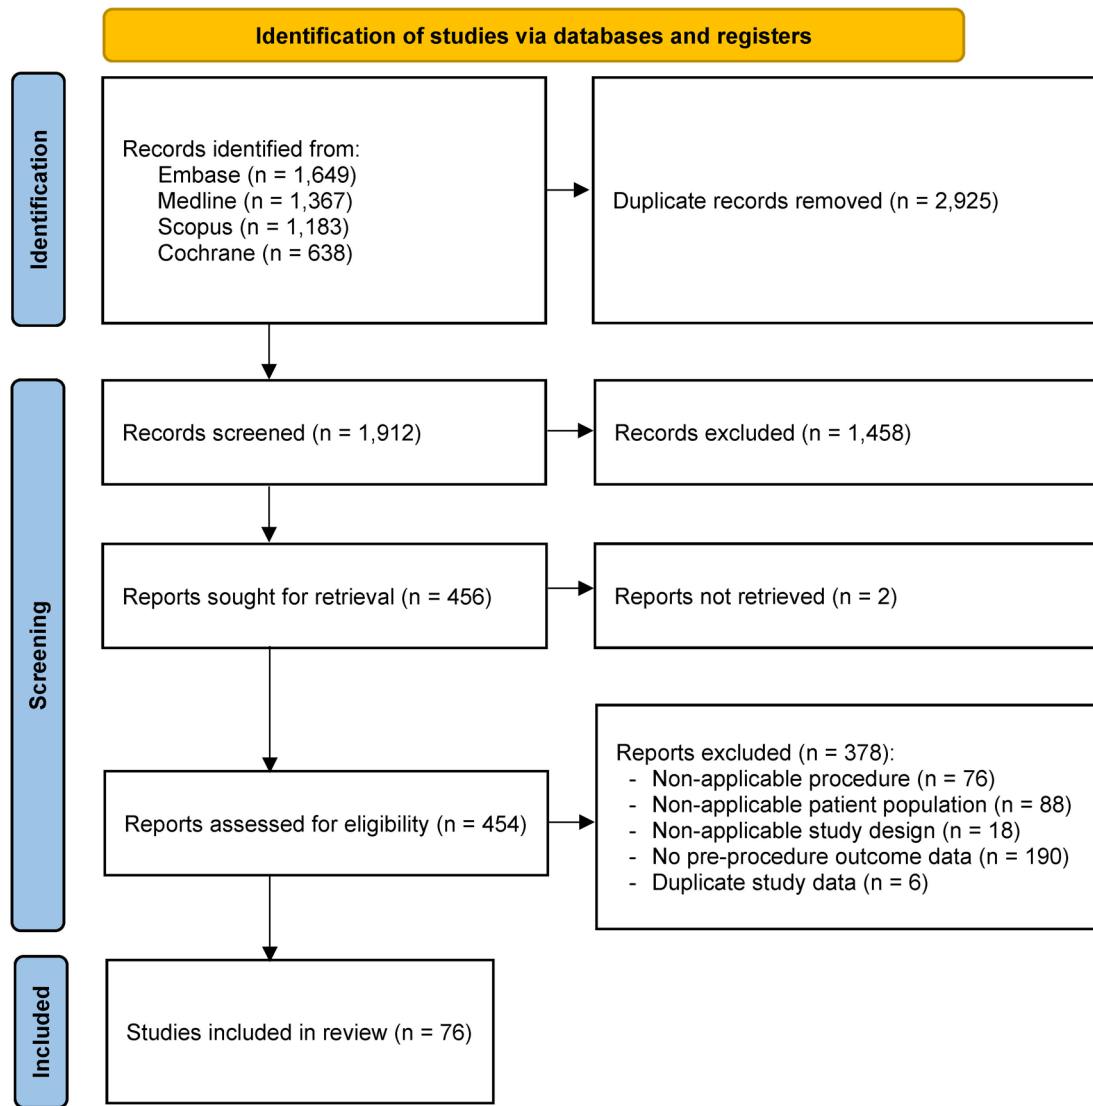 Identification of studies via databases and registers
Identification
Records identified from:
Embase (n = 1,649)
Medline (n = 1,367)
Scopus (n = 1,183)
Cochrane (n = 638)
Duplicate records removed (n = 2,925)
Screening
Records screened (n = 1,912)
Records excluded (n = 1,458)
Reports sought for retrieval (n = 456)
Reports not retrieved (n = 2)
Reports assessed for eligibility (n = 454)
Reports excluded (n = 378):
- Non-applicable procedure (n = 76)
- Non-applicable patient population (n = 88)
- Non-applicable study design (n = 18)
- No pre-procedure outcome data (n = 190)
- Duplicate study data (n = 6)
Included
Studies included in review (n = 76)